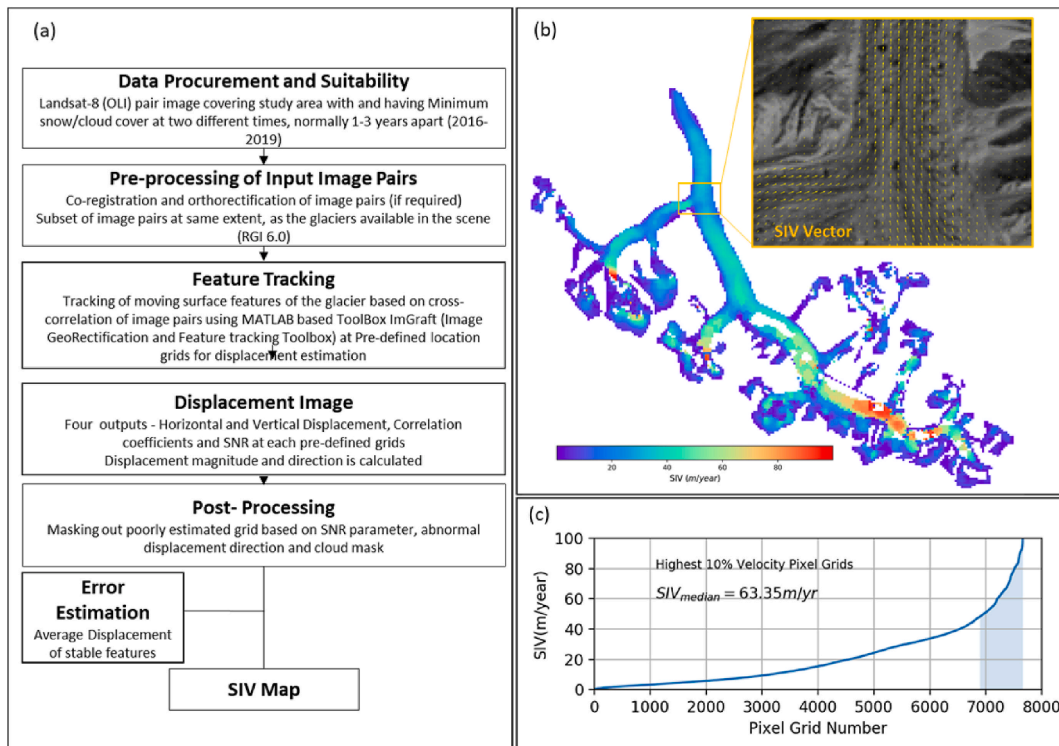 (a)
Data Procurement and Suitability
Landsat-8 (OLI) pair image covering study area with and having Minimum
snow/cloud cover at two different times, normally 1-3 years apart (2016-
2019)
Pre-processing of Input Image Pairs
Co-registration and orthorectification of image pairs (if required)
Subset of image pairs at same extent, as the glaciers available in the scene
(RGI 6.0)
Feature Tracking
Tracking of moving surface features of the glacier based on cross-
correlation of image pairs using MATLAB based ToolBox ImGraft (Image
GeoRectification and Feature tracking Toolbox) at Pre-defined location
grids for displacement estimation
Displacement Image
Four outputs - Horizontal and Vertical Displacement, Correlation
coefficients and SNR at each pre-defined grids
Displacement magnitude and direction is calculated
Post- Processing
Masking out poorly estimated grid based on SNR parameter, abnormal
displacement direction and cloud mask
Error
Estimation
Average Displacement
of stable features
SIV Map
(b)
SIV Vector
20 40 60 80
SIV (m/year)
(c)
SIV(m/year)
100
80
60
40
20
0
Highest 10% Velocity Pixel Grids
SIVmedian = 63.35m/yr
0 1000 2000 3000 4000 5000 6000 7000 8000
Pixel Grid Number